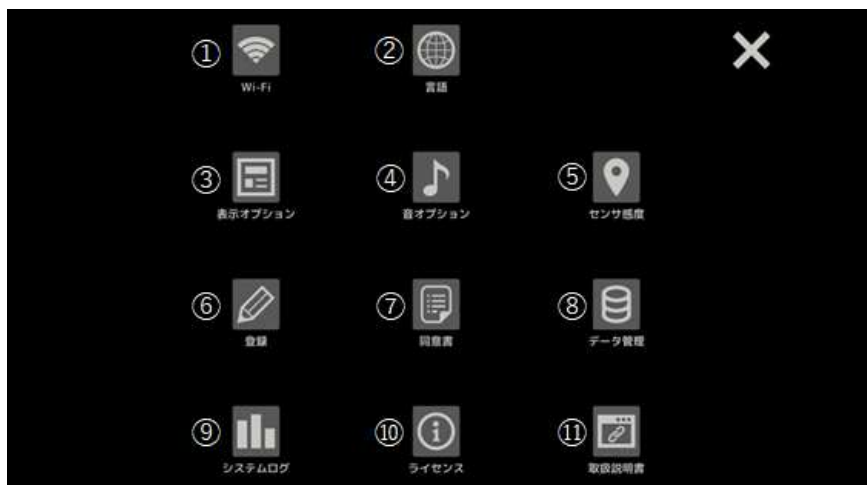 ① ②
Wi-Fi 言語
③ ④ ⑤
表示オプション 音オプション センサ感度
⑥ ⑦ ⑧
登録 同意書 データ管理
⑨ ⑩ ⑪
システムログ ライセンス 取扱説明書